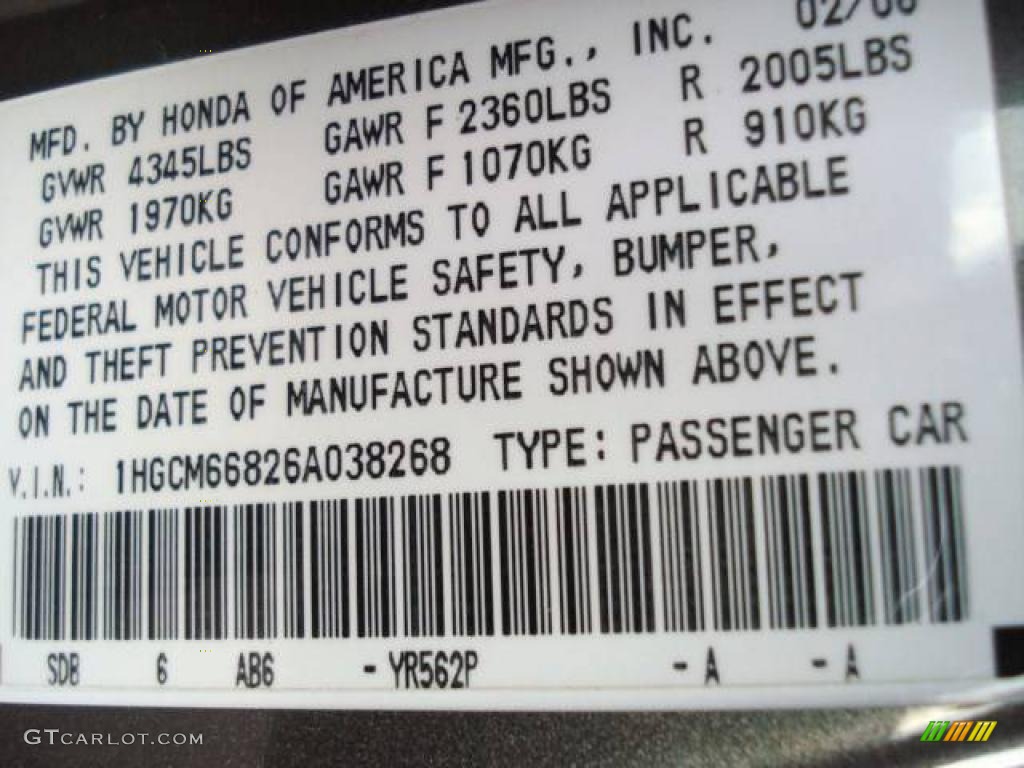 02/06
MFD. BY HONDA OF AMERICA MFG., INC.
GVWR 4345LBS GAWR F 2360LBS R 2005LBS
GVWR 1970KG GAWR F 1070KG R 910KG
THIS VEHICLE CONFORMS TO ALL APPLICABLE
FEDERAL MOTOR VEHICLE SAFETY, BUMPER,
AND THEFT PREVENTION STANDARDS IN EFFECT
ON THE DATE OF MANUFACTURE SHOWN ABOVE.
V.I.N.: 1HGCM66826A038268 TYPE: PASSENGER CAR
SDB 6 AB6 - YR562P - A - A
GTCARLOT.COM